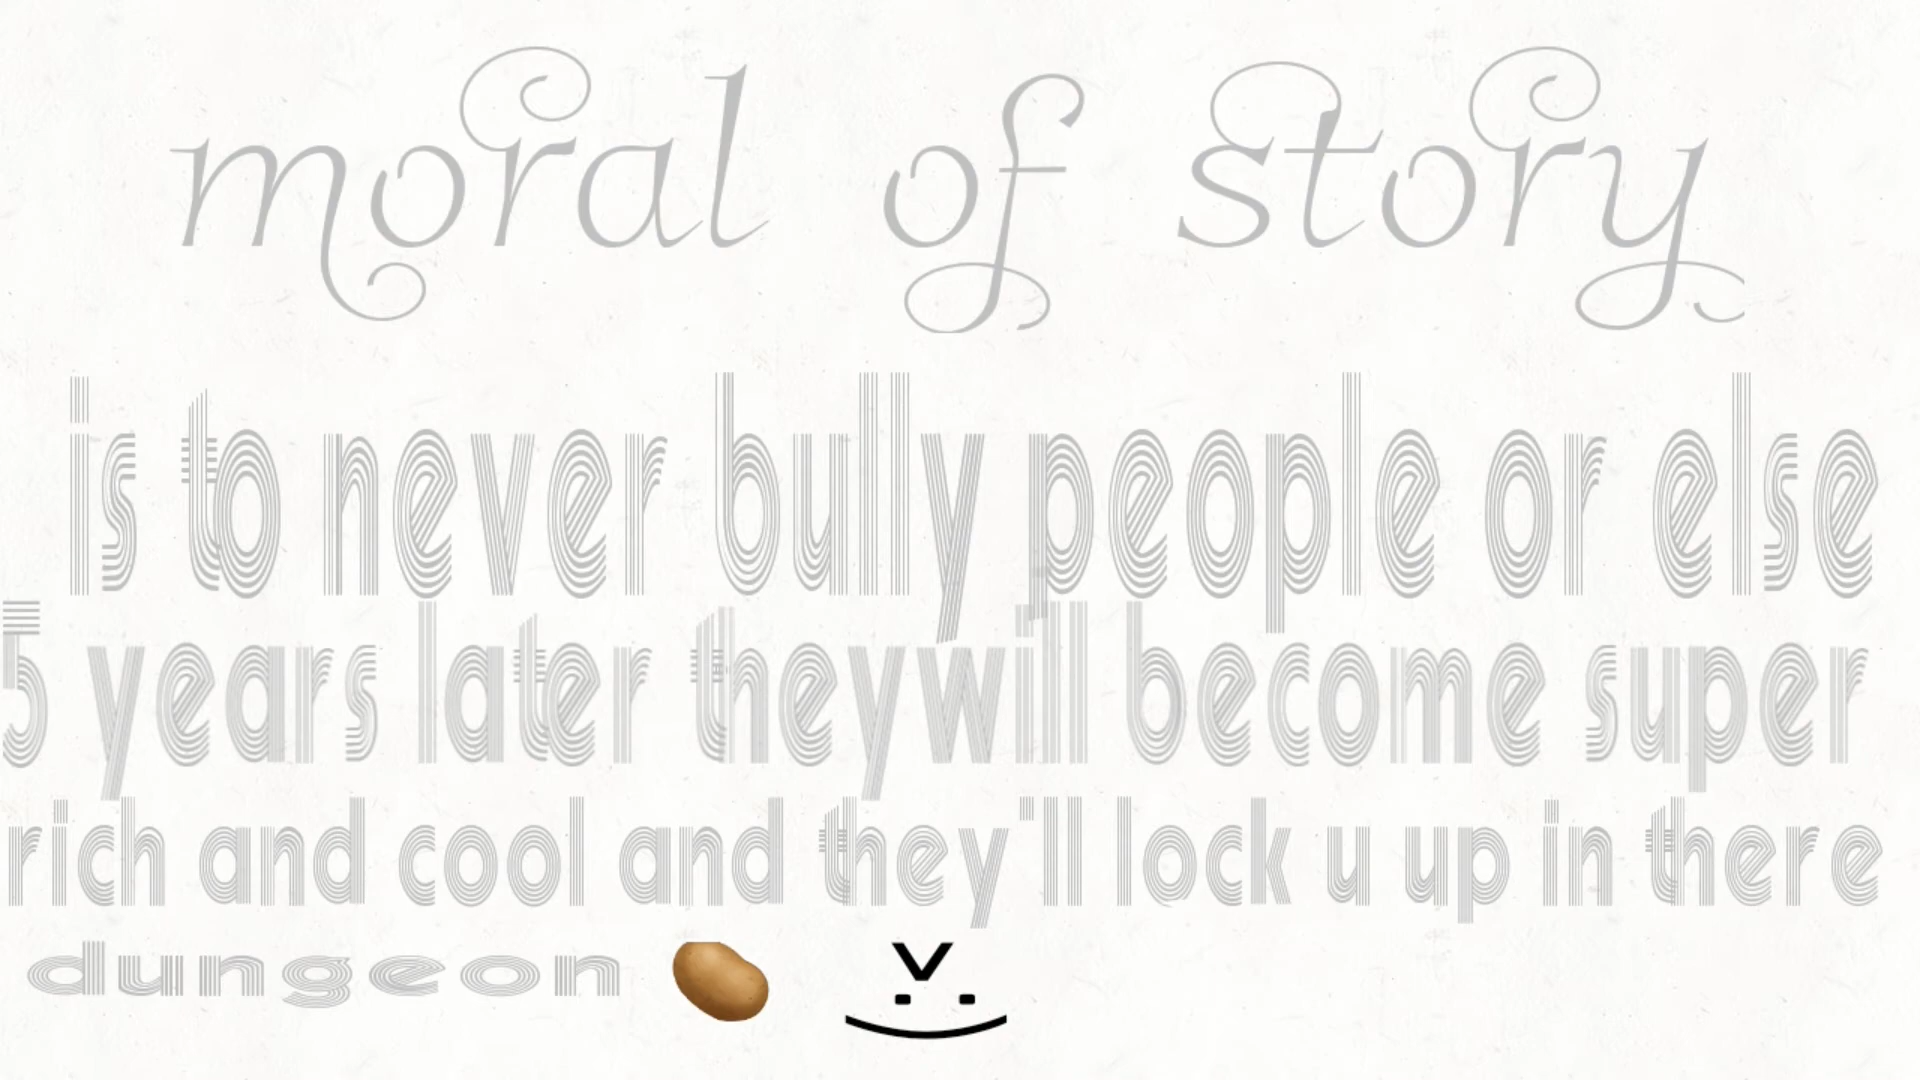 moral of story
is to never bully people or else
5 years later theywill become super
rich and cool and they'll lock u up in there
dungeon